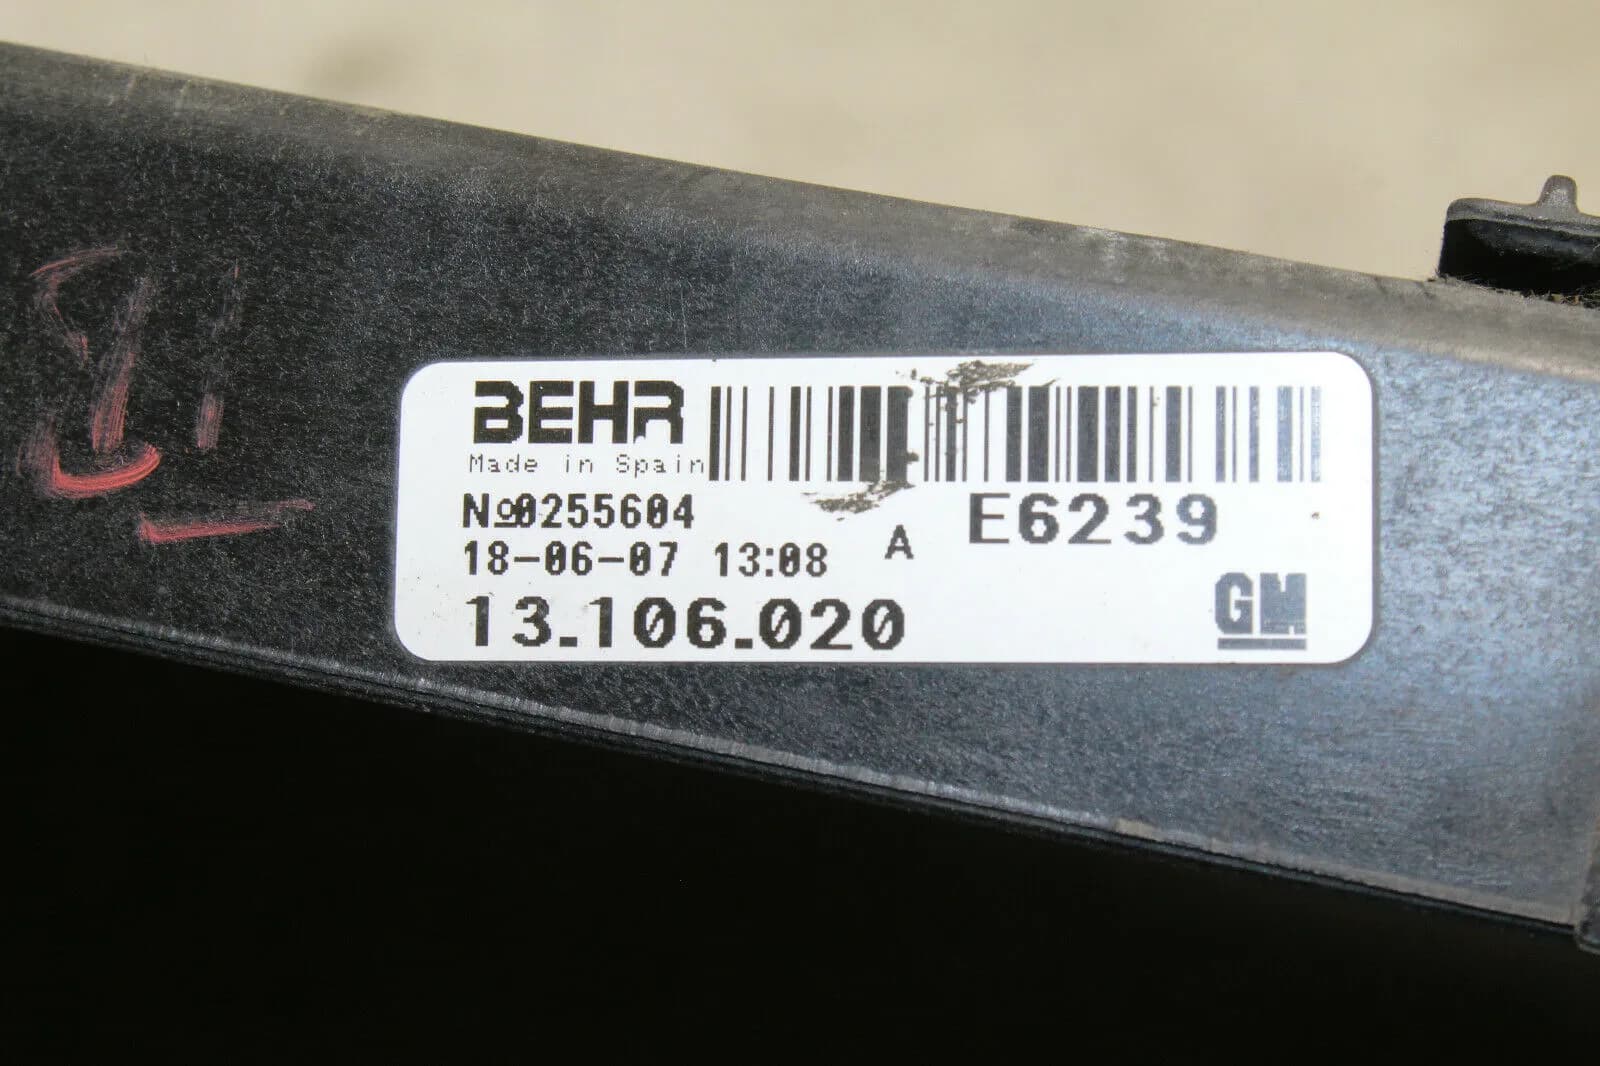 BEHR
Made in Spain
Nº0255604
18-06-07 13:08 A E6239
13.106.020
GM